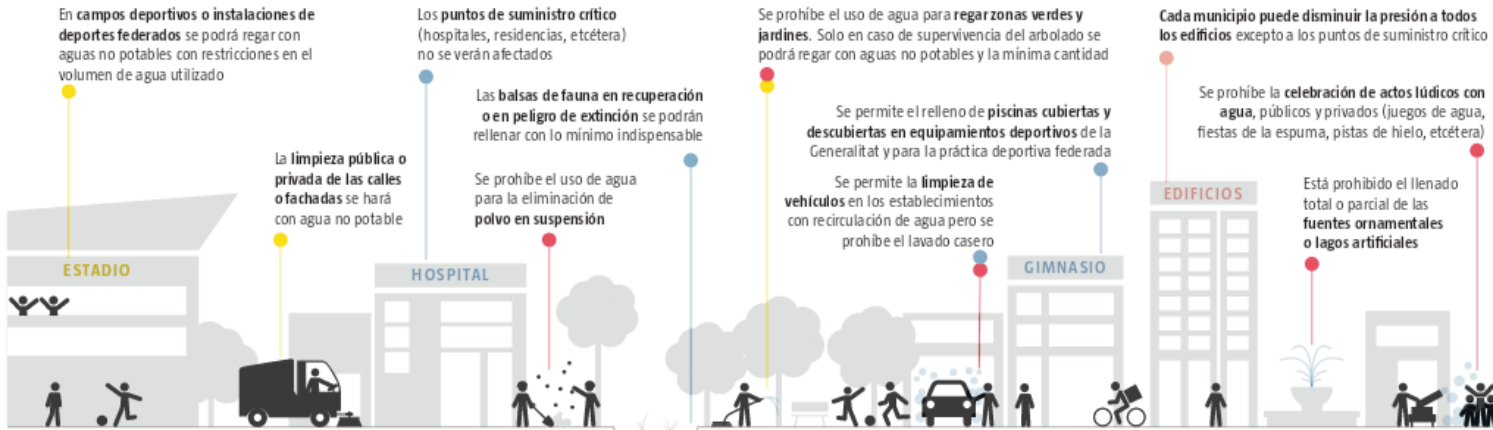 En campos deportivos o instalaciones de
deportes federados se podrá regar con
aguas no potables con restricciones en el
volumen de agua utilizado
Los puntos de suministro crítico
(hospitales, residencias, etcétera)
no se verán afectados
Se prohíbe el uso de agua para regar zonas verdes y
jardines. Solo en caso de supervivencia del arbolado se
podrá regar con aguas no potables y la mínima cantidad
Cada municipio puede disminuir la presión a todos
los edificios excepto a los puntos de suministro crítico
Las balsas de fauna en recuperación
o en peligro de extinción se podrán
rellenar con lo mínimo indispensable
Se prohíbe la celebración de actos lúdicos con
agua, públicos y privados (juegos de agua,
fiestas de la espuma, pistas de hielo, etcétera)
Se permite el relleno de piscinas cubiertas y
descubiertas en equipamientos deportivos de la
Generalitat y para la práctica deportiva federada
La limpieza pública o
privada de las calles
o fachadas se hará
con agua no potable
Se prohíbe el uso de agua
para la eliminación de
polvo en suspensión
Se permite la limpieza de
vehículos en los establecimientos
con recirculación de agua pero se
prohíbe el lavado casero
Está prohibido el llenado
total o parcial de las
fuentes ornamentales
o lagos artificiales
ESTADIO
HOSPITAL
GIMNASIO
EDIFICIOS